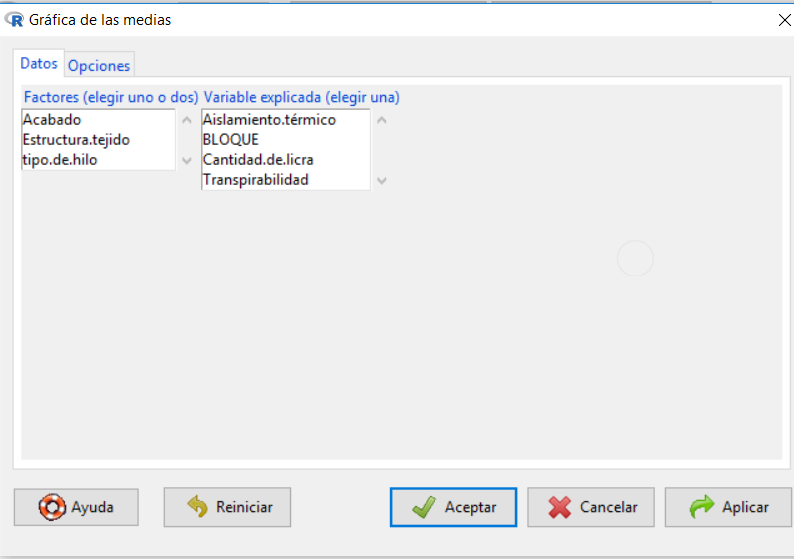 Gráfica de las medias
Datos Opciones
Factores (elegir uno o dos) Variable explicada (elegir una)
Acabado Aislamiento.térmico
Estructura.tejido BLOQUE
tipo.de.hilo Cantidad.de.licra
Transpirabilidad
Ayuda Reiniciar Aceptar Cancelar Aplicar